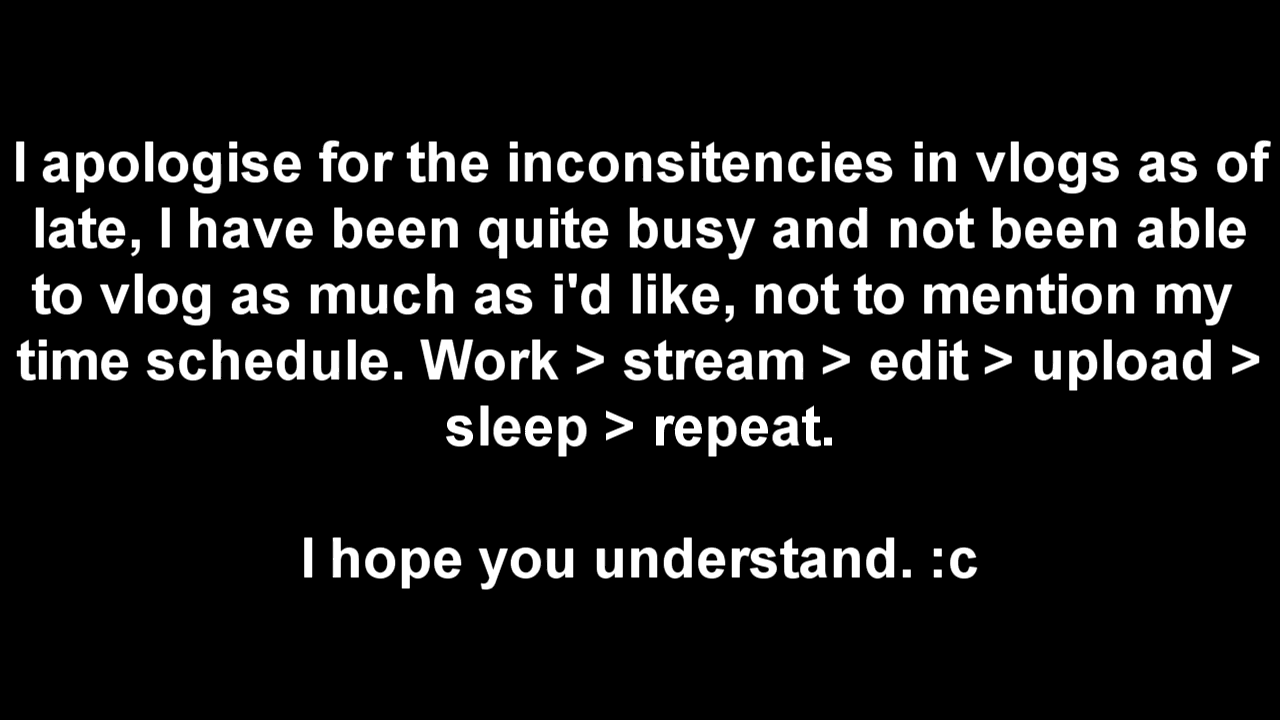 I apologise for the inconsitencies in vlogs as of
late, I have been quite busy and not been able
to vlog as much as i'd like, not to mention my
time schedule. Work > stream > edit > upload >
sleep > repeat.
I hope you understand. :c